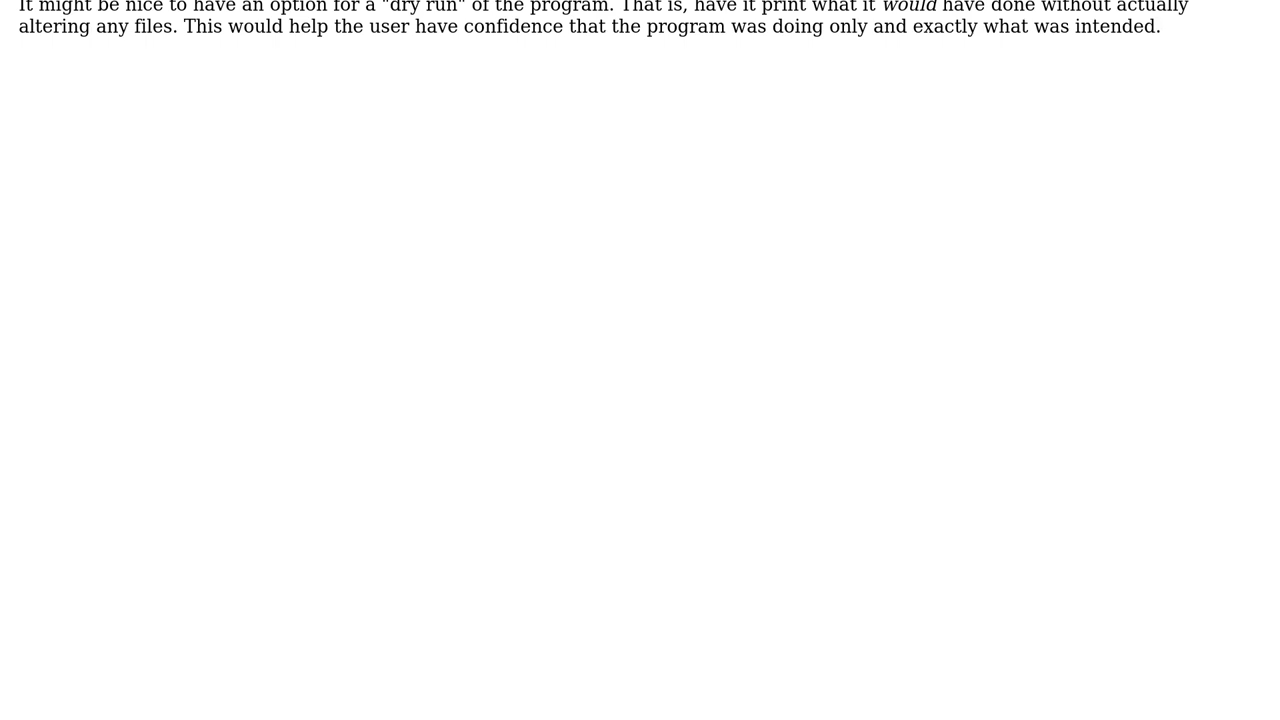 It might be nice to have an option for a "dry run" of the program. That is, have it print what it would have done without actually
altering any files. This would help the user have confidence that the program was doing only and exactly what was intended.